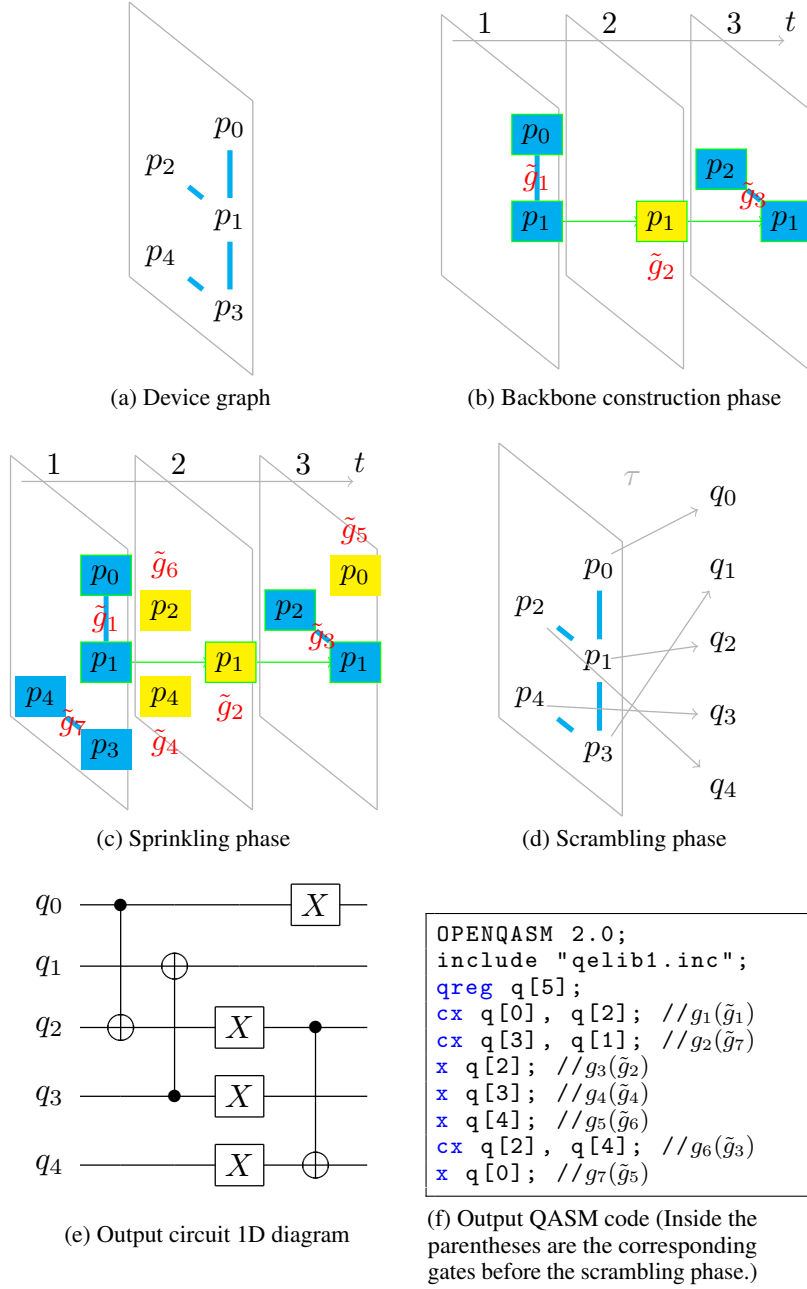 p₀
p₂
p₁
p₄
p₃
(a) Device graph
1 2 3 t
p₀
p₂
g̃₁
g̃₃
p₁ p₁ p₁
g̃₂
(b) Backbone construction phase
1 2 3 t
g̃₅
p₀ g̃₆ p₀
p₂ p₂
g̃₁ g̃₃
p₁ p₁ p₁
p₄ p₄ g̃₂
g̃₇
p₃ g̃₄
(c) Sprinkling phase
τ
q₀
p₀ q₁
p₂
p₁ q₂
p₄ q₃
p₃
q₄
(d) Scrambling phase
q₀ X
q₁
q₂ X
q₃ X
q₄ X
(e) Output circuit 1D diagram
OPENQASM 2.0;
include "qelib1.inc";
qreg q[5];
cx q[0], q[2]; //g₁(g̃₁)
cx q[3], q[1]; //g₂(g̃₇)
x q[2]; //g₃(g̃₂)
x q[3]; //g₄(g̃₄)
x q[4]; //g₅(g̃₆)
cx q[2], q[4]; //g₆(g̃₃)
x q[0]; //g₇(g̃₅)
(f) Output QASM code (Inside the
parentheses are the corresponding
gates before the scrambling phase.)